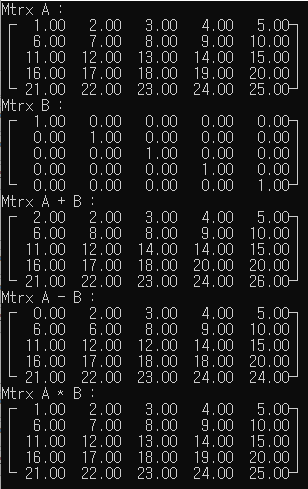 Mtrx A :
1.00 2.00 3.00 4.00 5.00
6.00 7.00 8.00 9.00 10.00
11.00 12.00 13.00 14.00 15.00
16.00 17.00 18.00 19.00 20.00
21.00 22.00 23.00 24.00 25.00
Mtrx B :
1.00 0.00 0.00 0.00 0.00
0.00 1.00 0.00 0.00 0.00
0.00 0.00 1.00 0.00 0.00
0.00 0.00 0.00 1.00 0.00
0.00 0.00 0.00 0.00 1.00
Mtrx A + B :
2.00 2.00 3.00 4.00 5.00
6.00 8.00 8.00 9.00 10.00
11.00 12.00 14.00 14.00 15.00
16.00 17.00 18.00 20.00 20.00
21.00 22.00 23.00 24.00 26.00
Mtrx A - B :
0.00 2.00 3.00 4.00 5.00
6.00 6.00 8.00 9.00 10.00
11.00 12.00 12.00 14.00 15.00
16.00 17.00 18.00 18.00 20.00
21.00 22.00 23.00 24.00 24.00
Mtrx A * B :
1.00 2.00 3.00 4.00 5.00
6.00 7.00 8.00 9.00 10.00
11.00 12.00 13.00 14.00 15.00
16.00 17.00 18.00 19.00 20.00
21.00 22.00 23.00 24.00 25.00